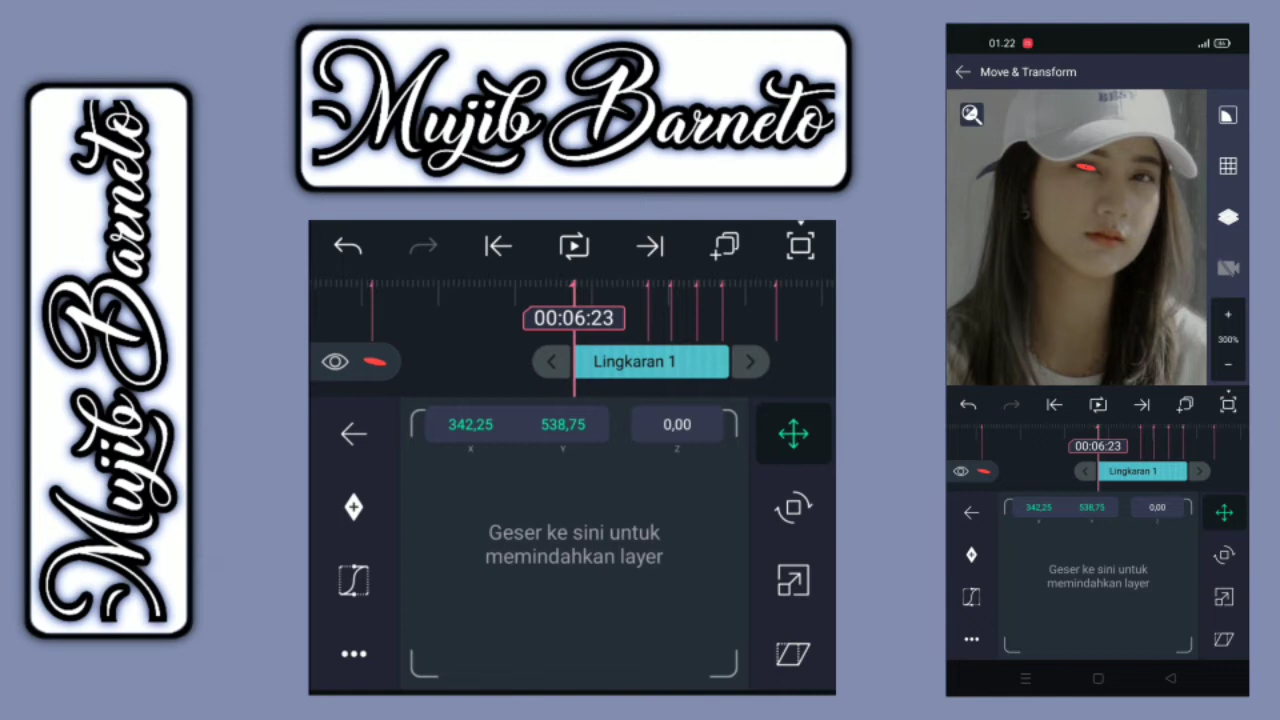 Mujib Barneto
Mujib Barneto
00:06:23
Lingkaran 1
342,25 538,75 0,00
X Y Z
Geser ke sini untuk
memindahkan layer
01.22
Move & Transform
300%
00:06:23
Lingkaran 1
342,25 538,75 0,00
X Y Z
Geser ke sini untuk
memindahkan layer